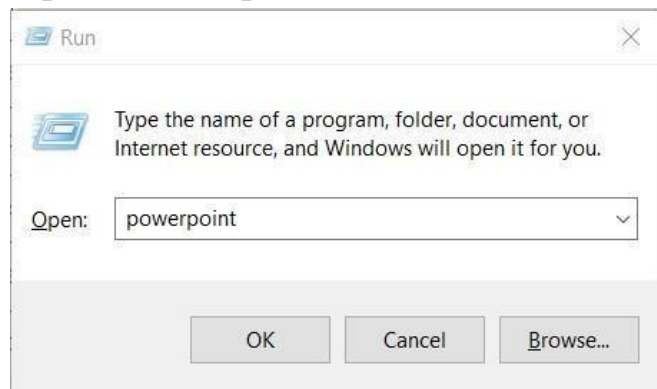 Run
Type the name of a program, folder, document, or
Internet resource, and Windows will open it for you.
Open: powerpoint
OK Cancel Browse...